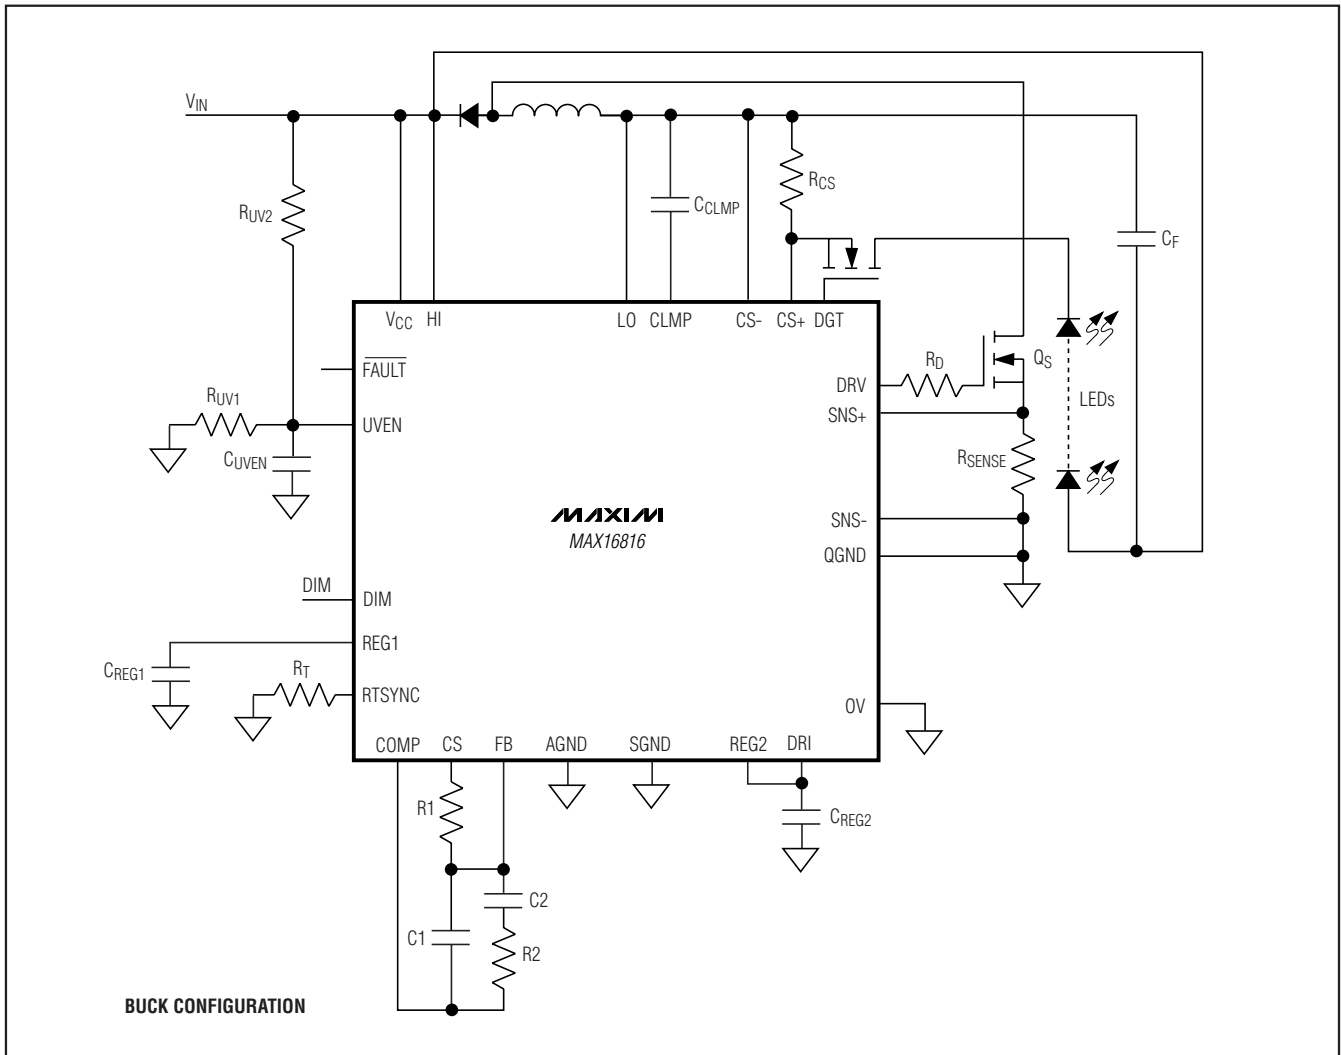 VIN
RUV2
RCS
CCLMP
CF
VCC HI LO CLMP CS- CS+ DGT
FAULT
RUV1
UVEN
CUVEN
DRV
RD
QS
SNS+
LEDs
RSENSE
MAXIM
MAX16816
SNS-
QGND
DIM
DIM
REG1
CREG1
RT
RTSYNC
OV
COMP CS FB AGND SGND REG2 DRI
R1
CREG2
C2
C1
R2
BUCK CONFIGURATION